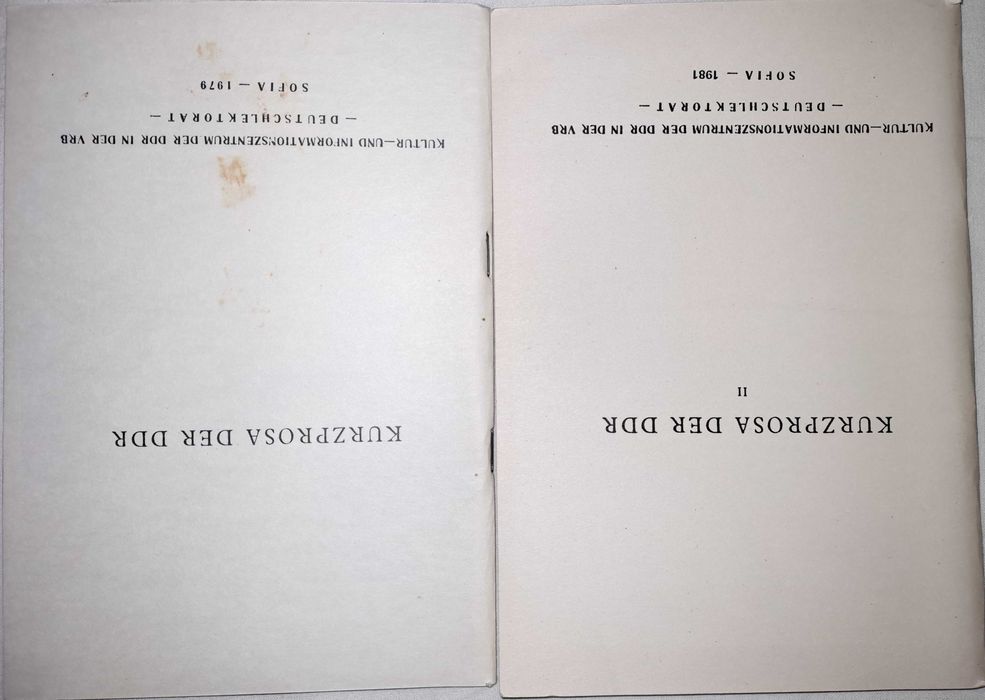 KURZPROSA DER DDR
II
KULTUR—UND INFORMATIONSZENTRUM DER DDR IN DER VRB
— DEUTSCHLEKTORAT —
SOFIA — 1981
KURZPROSA DER DDR
KULTUR—UND INFORMATIONSZENTRUM DER DDR IN DER VRB
— DEUTSCHLEKTORAT —
SOFIA — 1979